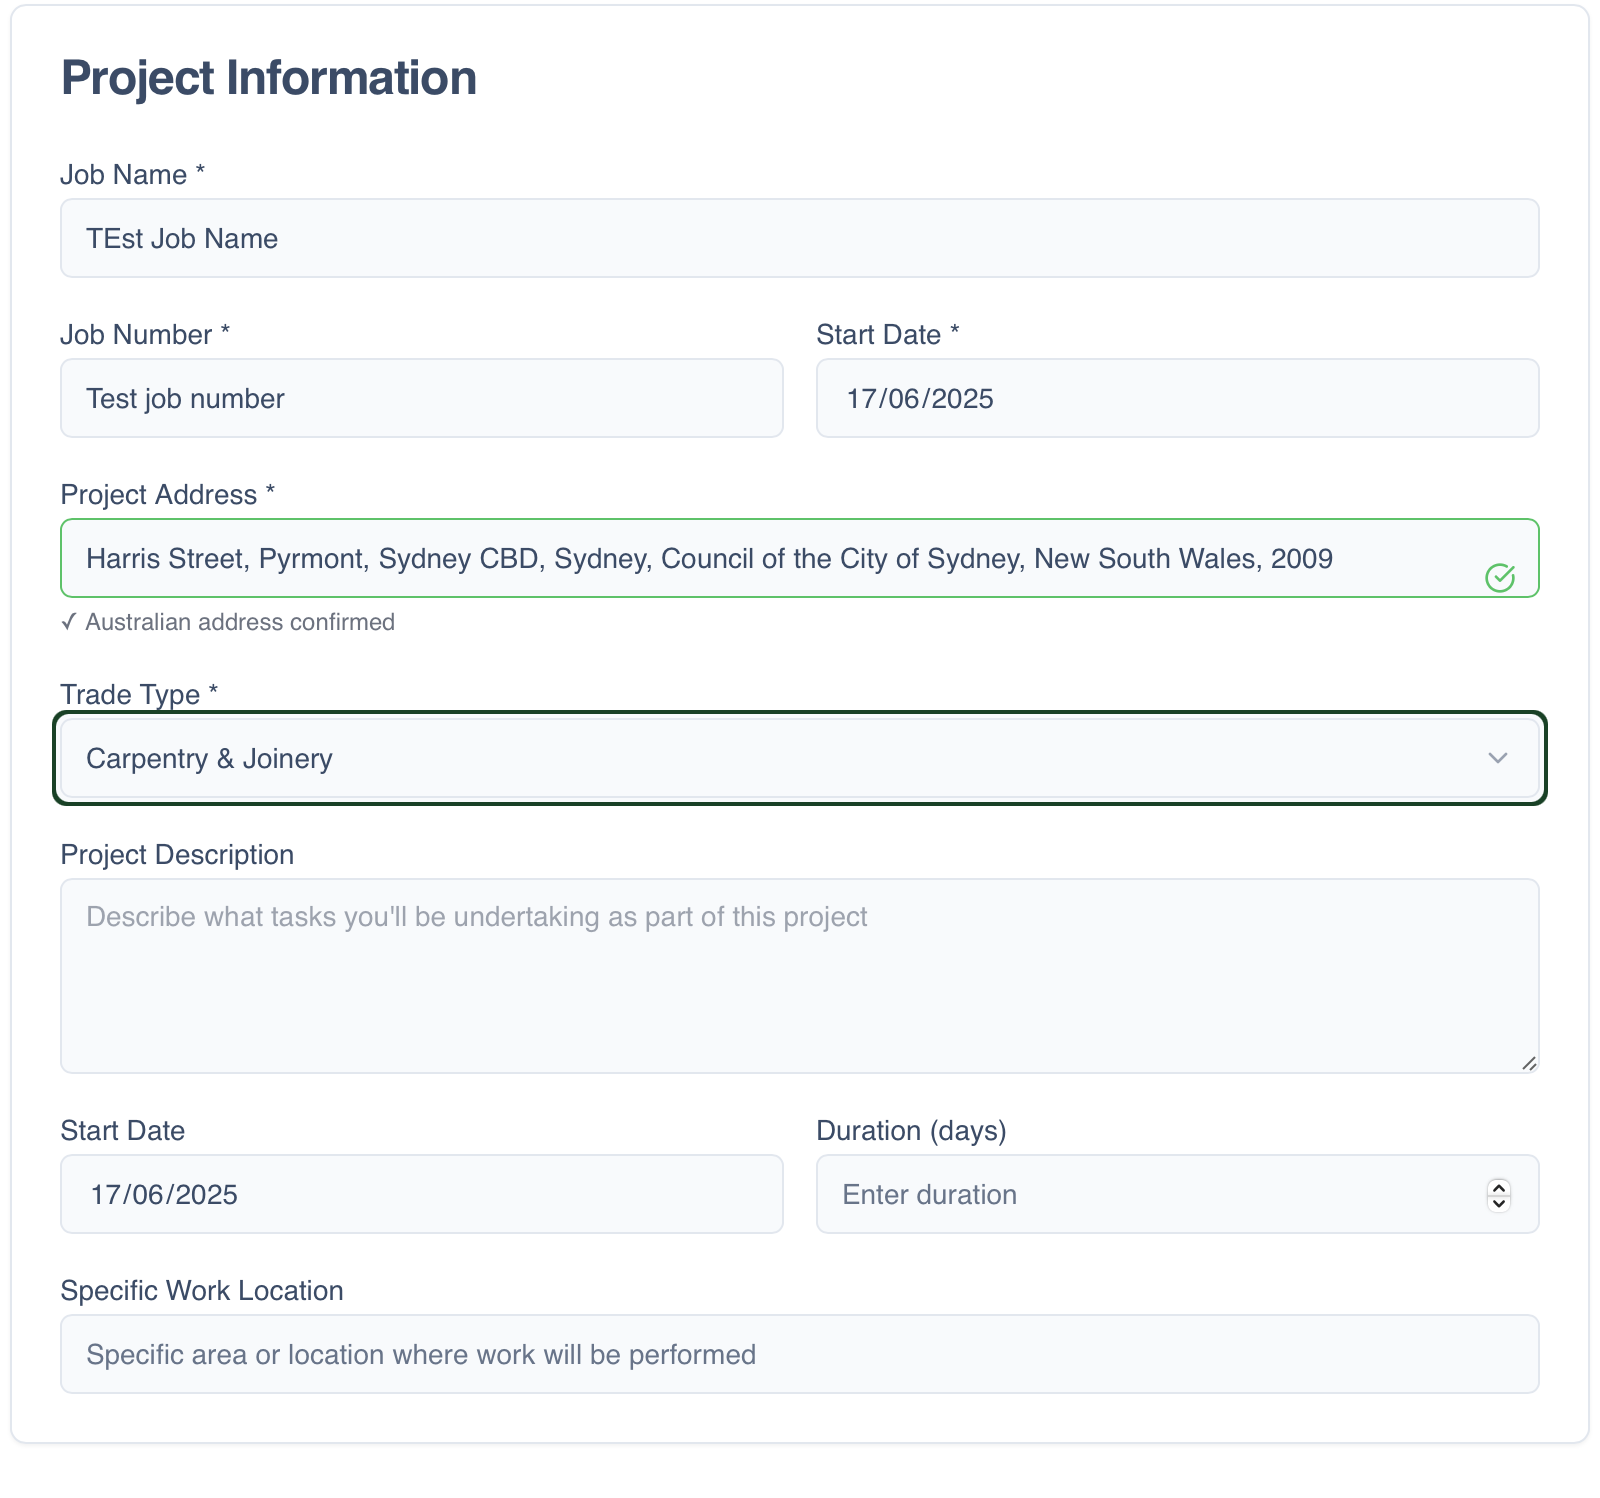 Project Information
Job Name *
TEst Job Name
Job Number *
Start Date *
Test job number
17/06/2025
Project Address *
Harris Street, Pyrmont, Sydney CBD, Sydney, Council of the City of Sydney, New South Wales, 2009
✓ Australian address confirmed
Trade Type *
Carpentry & Joinery
Project Description
Describe what tasks you'll be undertaking as part of this project
Start Date
Duration (days)
17/06/2025
Enter duration
Specific Work Location
Specific area or location where work will be performed